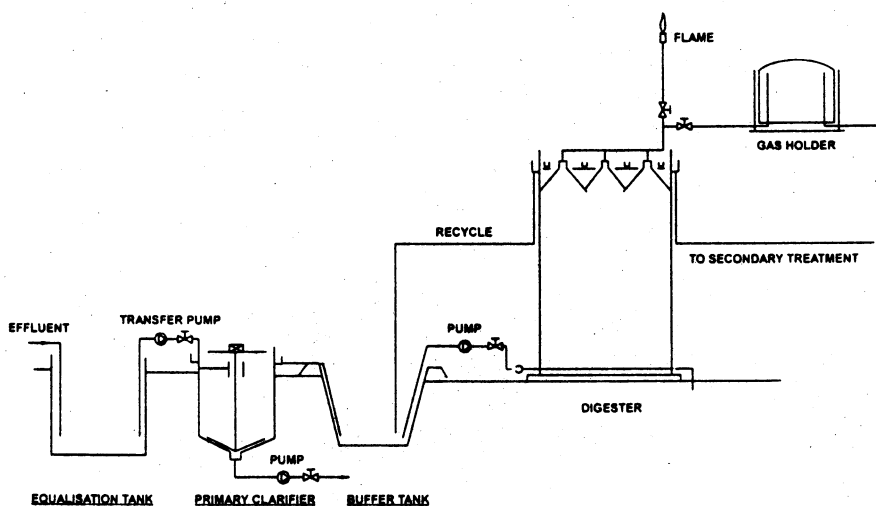 FLAME
GAS HOLDER
RECYCLE
TO SECONDARY TREATMENT
EFFLUENT
TRANSFER PUMP
PUMP
DIGESTER
PUMP
EQUALISATION TANK
PRIMARY CLARIFIER
BUFFER TANK